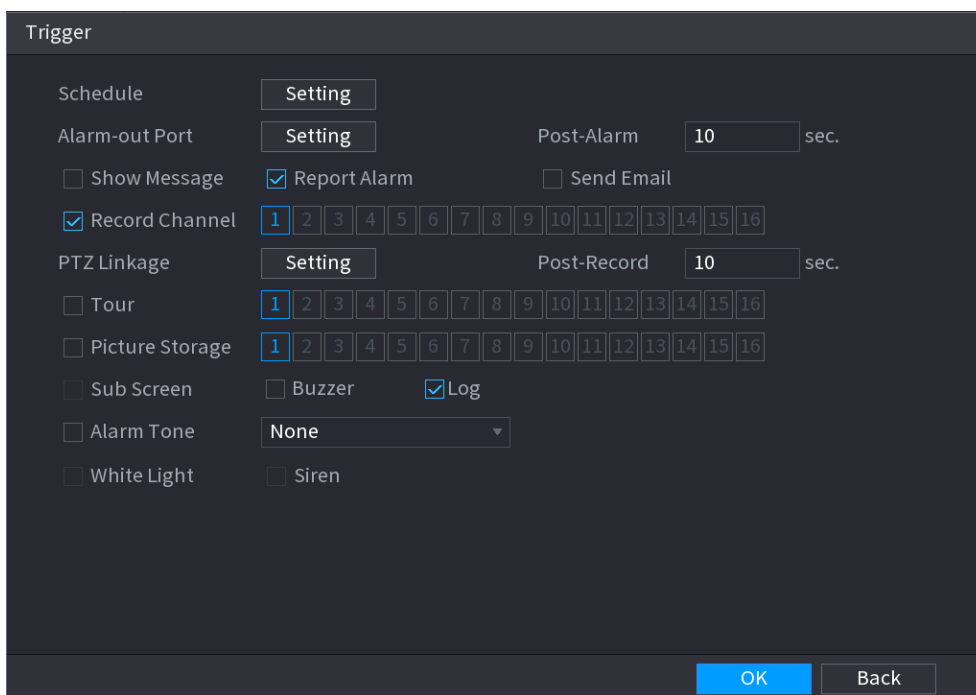 Trigger
Schedule Setting
Alarm-out Port Setting Post-Alarm 10 sec.
Show Message Report Alarm Send Email
Record Channel 1 2 3 4 5 6 7 8 9 10 11 12 13 14 15 16
PTZ Linkage Setting Post-Record 10 sec.
Tour 1 2 3 4 5 6 7 8 9 10 11 12 13 14 15 16
Picture Storage 1 2 3 4 5 6 7 8 9 10 11 12 13 14 15 16
Sub Screen Buzzer Log
Alarm Tone None
White Light Siren
OK Back